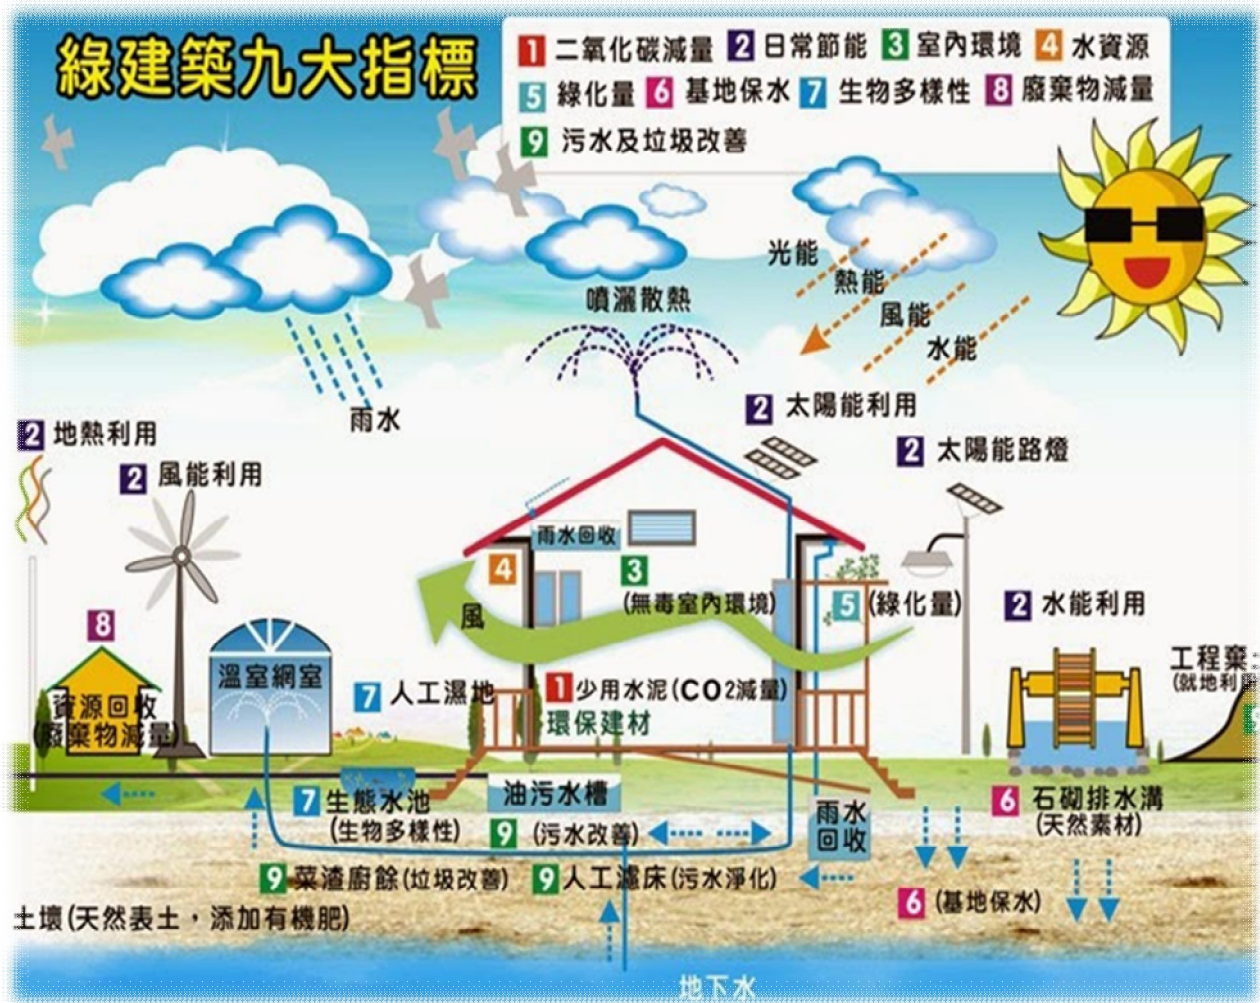 綠建築九大指標
1 二氧化碳減量 2 日常節能 3 室內環境 4 水資源
5 綠化量 6 基地保水 7 生物多樣性 8 廢棄物減量
9 污水及垃圾改善
光能
熱能
風能
水能
噴灑散熱
雨水
2 太陽能利用
2 地熱利用
2 太陽能路燈
2 風能利用
雨水回收
4
3
(無毒室內環境)
風
5 (綠化量)
2 水能利用
8
資源回收
(廢棄物減量)
溫室網室
7 人工濕地
1 少用水泥(CO2減量)
環保建材
工程棄
(就地利
7 生態水池
(生物多樣性)
油污水槽
9 (污水改善)
雨水
回收
6 石砌排水溝
(天然素材)
9 菜渣廚餘(垃圾改善)
9 人工濾床(污水淨化)
6 (基地保水)
土壤(天然表土，添加有機肥)
地下水